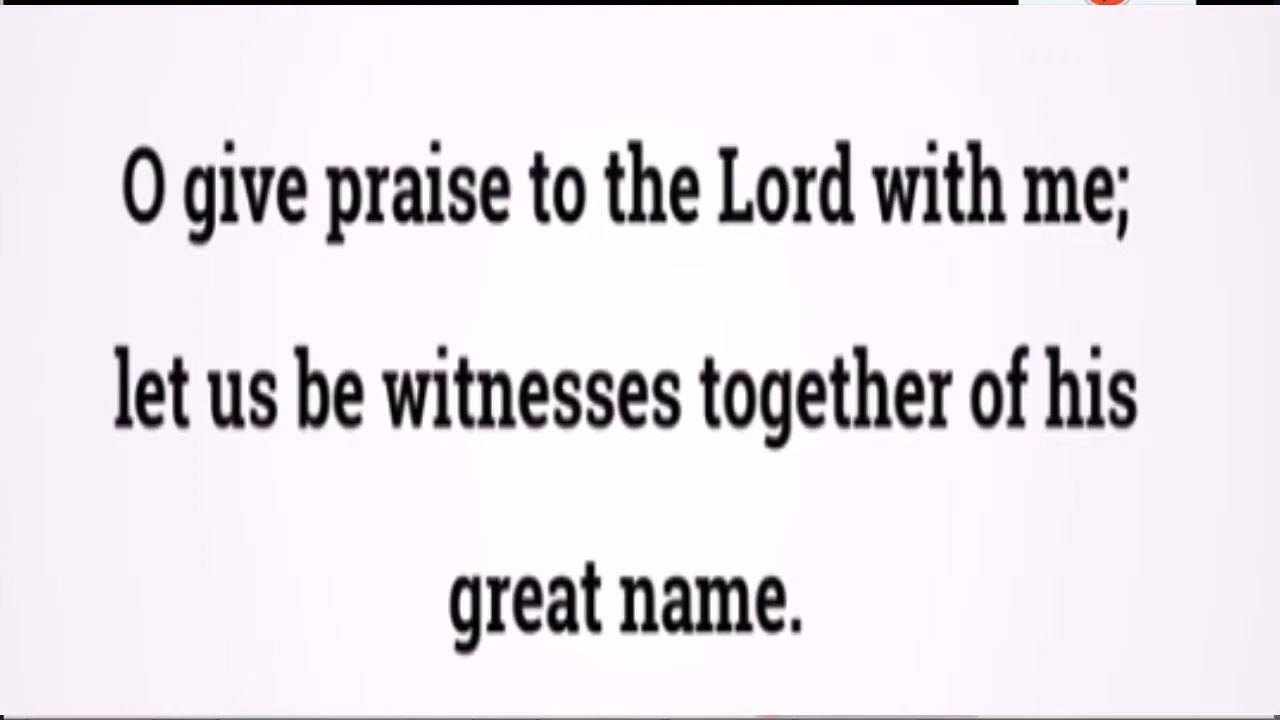 O give praise to the Lord with me;
let us be witnesses together of his
great name.